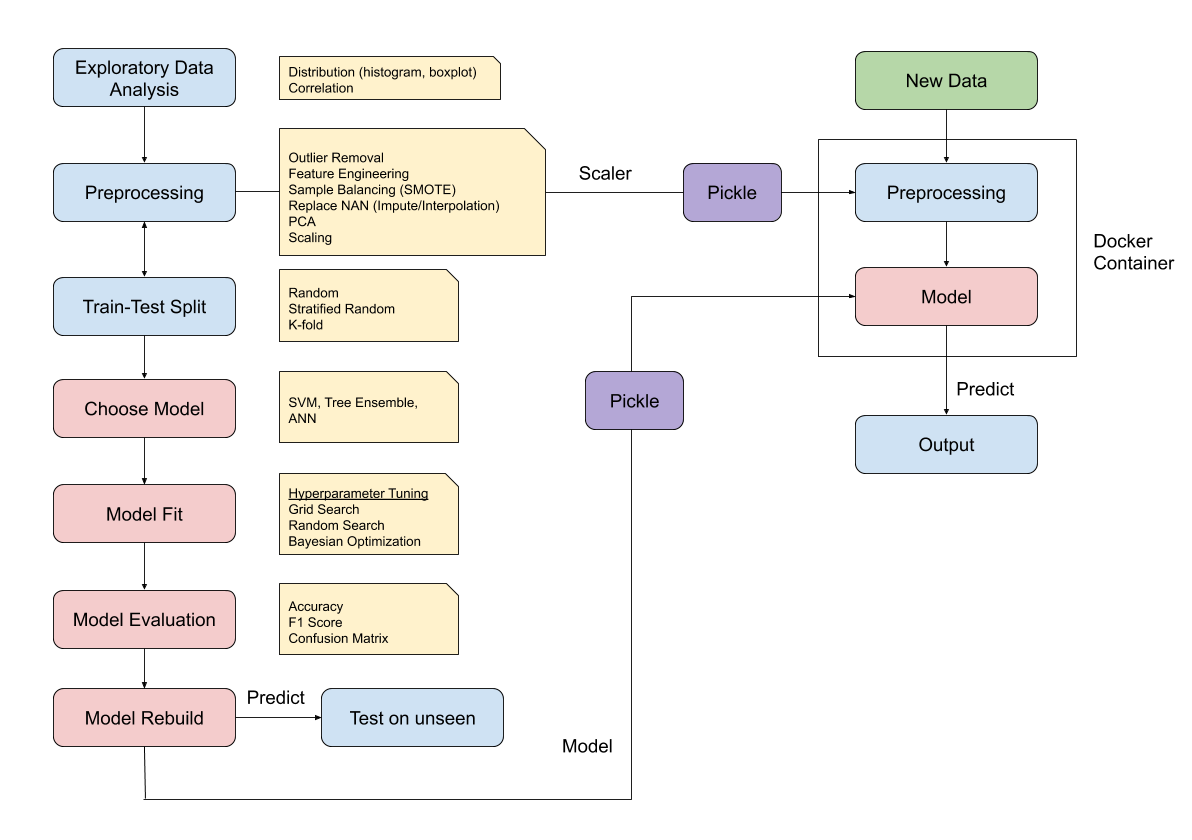 Exploratory Data
Analysis
Distribution (histogram, boxplot)
Correlation
New Data
Preprocessing
Outlier Removal
Feature Engineering
Sample Balancing (SMOTE)
Replace NAN (Impute/Interpolation)
PCA
Scaling
Scaler
Pickle
Preprocessing
Docker
Container
Train-Test Split
Random
Stratified Random
K-fold
Model
Choose Model
SVM, Tree Ensemble,
ANN
Pickle
Predict
Output
Model Fit
Hyperparameter Tuning
Grid Search
Random Search
Bayesian Optimization
Model Evaluation
Accuracy
F1 Score
Confusion Matrix
Model Rebuild
Predict
Test on unseen
Model